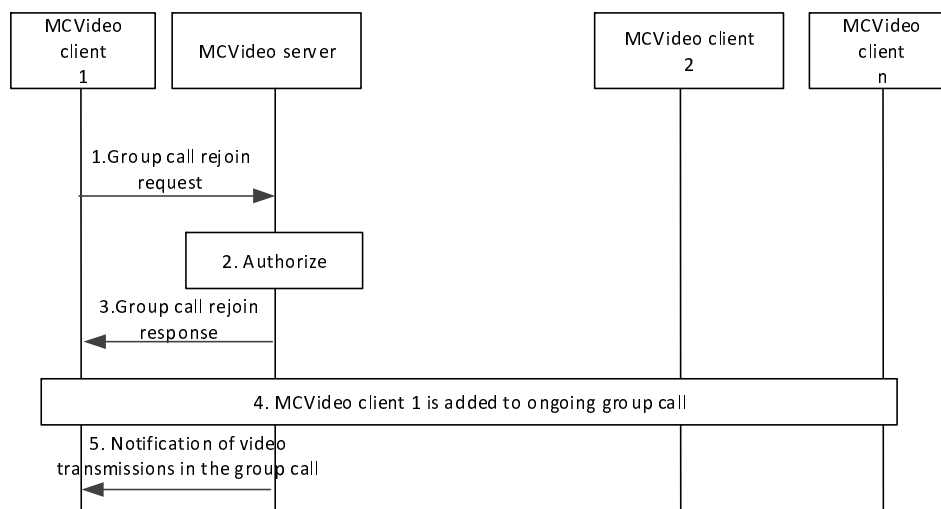 MCVideo
client
1
MCVideo server
MCVideo client
2
MCVideo
client
n
1.Group call rejoin
request
2. Authorize
3.Group call rejoin
response
4. MCVideo client 1 is added to ongoing group call
5. Notification of video
transmissions in the group call